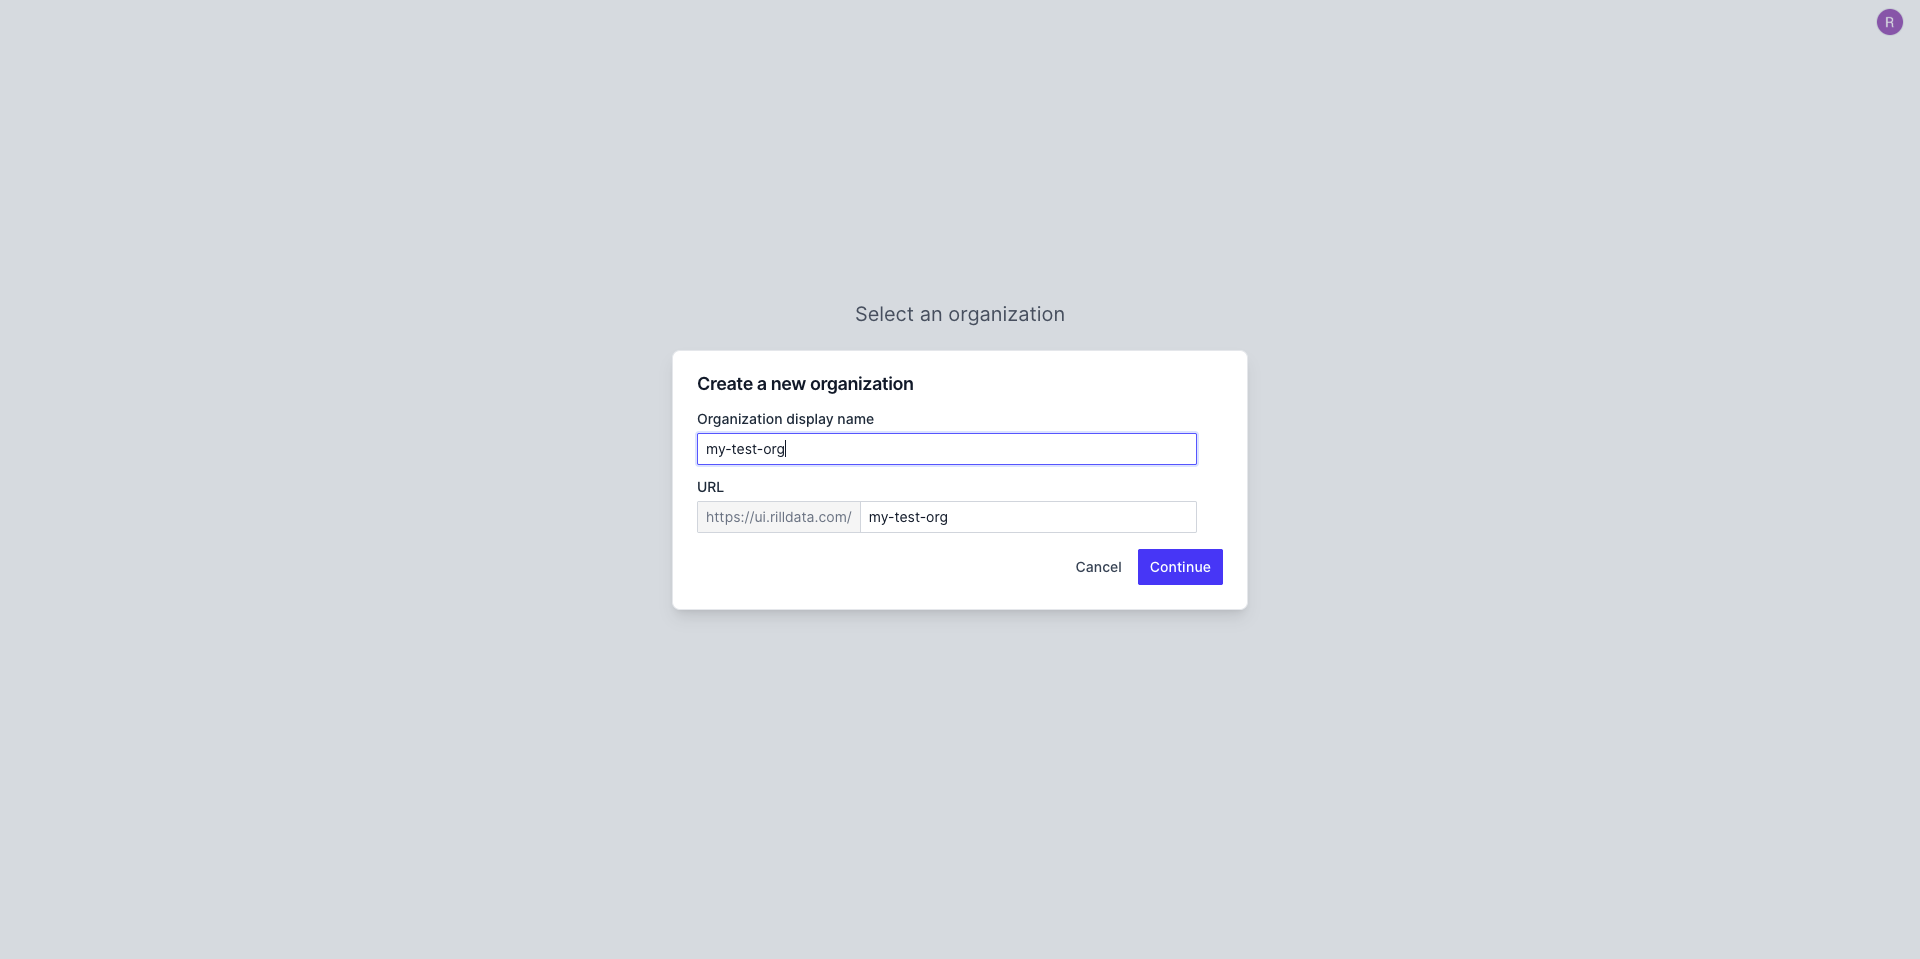 R
Select an organization
Create a new organization
Organization display name
my-test-org
URL
https://ui.rilldata.com/ my-test-org
Cancel Continue